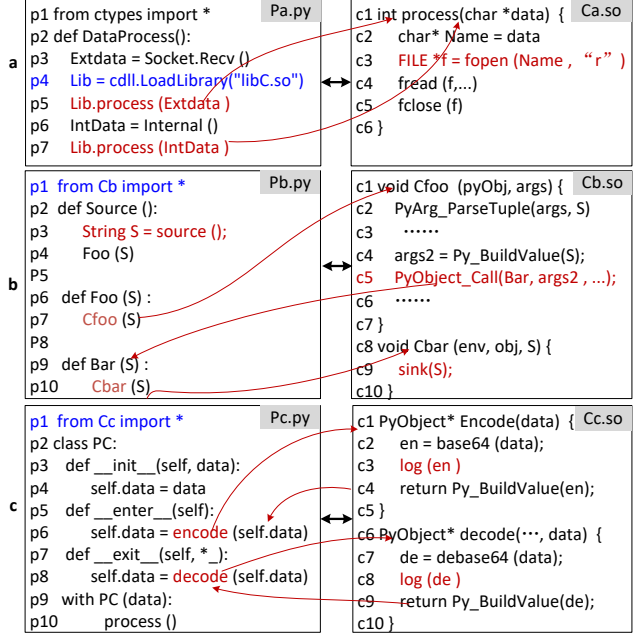 Pa.py
p1 from ctypes import *
p2 def DataProcess():
p3 Extdata = Socket.Recv ()
a
p4 Lib = cdll.LoadLibrary("libC.so")
p5 Lib.process (Extdata )
p6 IntData = Internal ()
p7 Lib.process (IntData )
Ca.so
c1 int process(char *data) {
c2 char* Name = data
c3 FILE *f = fopen (Name , “r” )
c4 fread (f,...)
c5 fclose (f)
c6 }
Pb.py
p1 from Cb import *
p2 def Source ():
p3 String S = source ();
p4 Foo (S)
P5
b
p6 def Foo (S) :
p7 Cfoo (S)
P8
p9 def Bar (S) :
p10 Cbar (S)
Cb.so
c1 void Cfoo (pyObj, args) {
c2 PyArg_ParseTuple(args, S)
c3 ······
c4 args2 = Py_BuildValue(S);
c5 PyObject_Call(Bar, args2 , ...);
c6 ······
c7 }
c8 void Cbar (env, obj, S) {
c9 sink(S);
c10 }
Pc.py
p1 from Cc import *
p2 class PC:
p3 def __init__(self, data):
p4 self.data = data
c
p5 def __enter__(self):
p6 self.data = encode (self.data)
p7 def __exit__(self, *_):
p8 self.data = decode (self.data)
p9 with PC (data):
p10 process ()
Cc.so
c1 PyObject* Encode(data) {
c2 en = base64 (data);
c3 log (en )
c4 return Py_BuildValue(en);
c5 }
c6 PyObject* decode(···, data) {
c7 de = debase64 (data);
c8 log (de )
c9 return Py_BuildValue(de);
c10 }